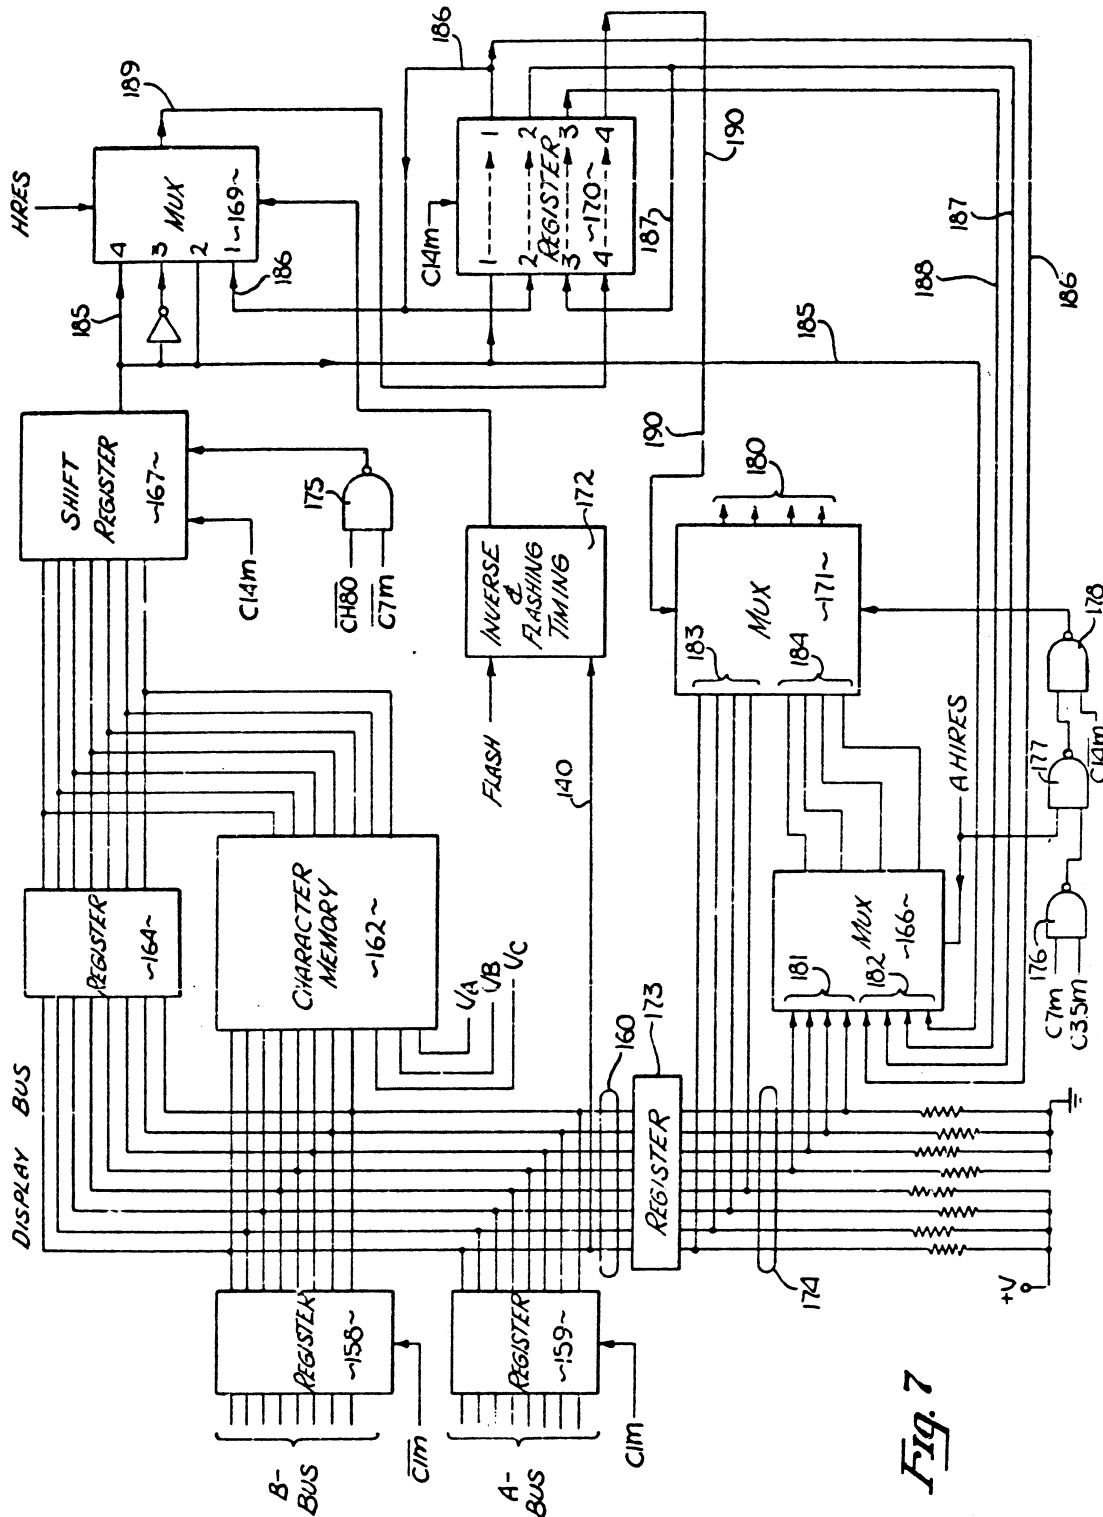 HRES
189
MUX
~169~
4
3
2
1
186
185
186
C14m
1 1
2 2
3 3
4 4
REGISTER
~170~
187
190
187
188
186
185
SHIFT
REGISTER
~167~
C14m
175
CH80
C7m
INVERSE
&
FLASHING
TIMING
172
FLASH
140
190
180
MUX
~171~
183
184
178
177
C14m
A HIRES
176
C7m
C3.5m
MUX
~166~
181
182
REGISTER
~164~
CHARACTER
MEMORY
~162~
VA
VB
VC
DISPLAY BUS
160
173
REGISTER
174
+V
REGISTER
~158~
C1m
B-
BUS
REGISTER
~159~
C1m
A-
BUS
Fig. 7